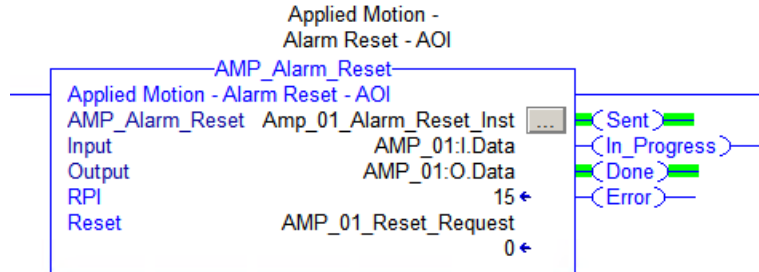 Applied Motion -
Alarm Reset - AOI
AMP_Alarm_Reset
Applied Motion - Alarm Reset - AOI
AMP_Alarm_Reset Amp_01_Alarm_Reset_Inst ... (Sent)
Input AMP_01:I.Data (In_Progress)
Output AMP_01:O.Data (Done)
RPI 15 (Error)
Reset AMP_01_Reset_Request
0